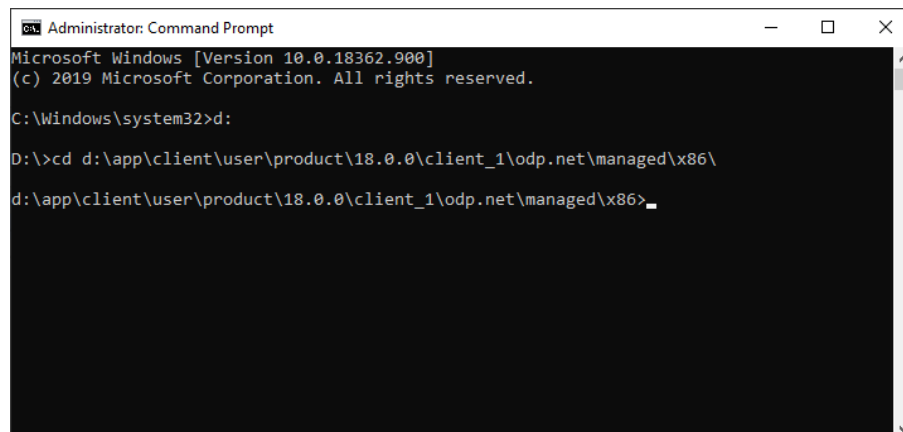 Administrator: Command Prompt
Microsoft Windows [Version 10.0.18362.900]
(c) 2019 Microsoft Corporation. All rights reserved.
C:\Windows\system32>d:
D:\>cd d:\app\client\user\product\18.0.0\client_1\odp.net\managed\x86\
d:\app\client\user\product\18.0.0\client_1\odp.net\managed\x86>